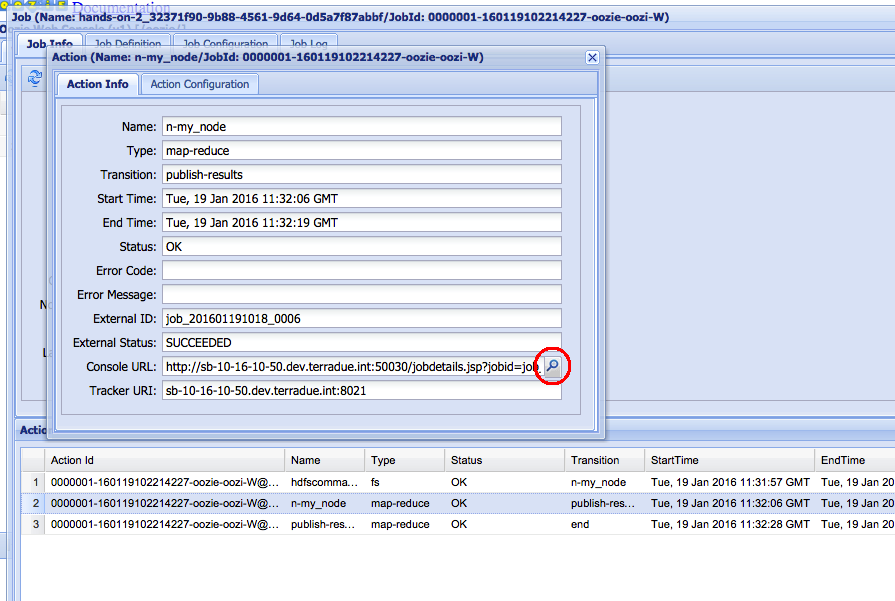 Documentation
Job (Name: hands-on-2_32371f90-9b88-4561-9d64-0d5a7f87abbf/JobId: 0000001-160119102214227-oozie-oozi-W)
Job Info
Job Definition
Job Configuration
Job Log
Action (Name: n-my_node/JobId: 0000001-160119102214227-oozie-oozi-W)
Action Info
Action Configuration
Name: n-my_node
Type: map-reduce
Transition: publish-results
Start Time: Tue, 19 Jan 2016 11:32:06 GMT
End Time: Tue, 19 Jan 2016 11:32:19 GMT
Status: OK
Error Code:
Error Message:
External ID: job_201601191018_0006
External Status: SUCCEEDED
Console URL: http://sb-10-16-10-50.dev.terradue.int:50030/jobdetails.jsp?jobid=job_
Tracker URI: sb-10-16-10-50.dev.terradue.int:8021
Action Id Name Type Status Transition StartTime EndTime
1 0000001-160119102214227-oozie-oozi-W@... hdfscomma... fs OK n-my_node Tue, 19 Jan 2016 11:31:57 GMT Tue, 19 Jan 20
2 0000001-160119102214227-oozie-oozi-W@... n-my_node map-reduce OK publish-res... Tue, 19 Jan 2016 11:32:06 GMT Tue, 19 Jan 20
3 0000001-160119102214227-oozie-oozi-W@... publish-res... map-reduce OK end Tue, 19 Jan 2016 11:32:28 GMT Tue, 19 Jan 20